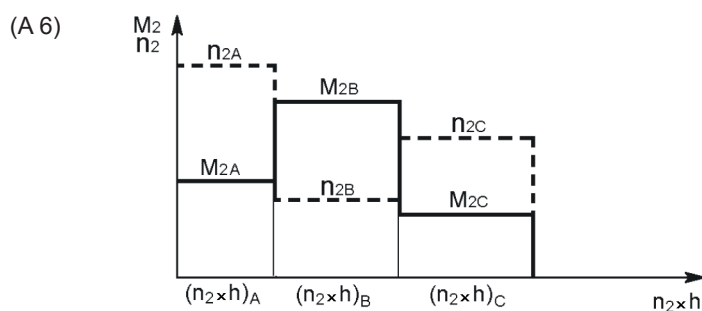 (A 6)
M2
n2
n2A
M2B
n2C
M2A
n2B
M2C
(n2×h)A
(n2×h)B
(n2×h)C
n2×h